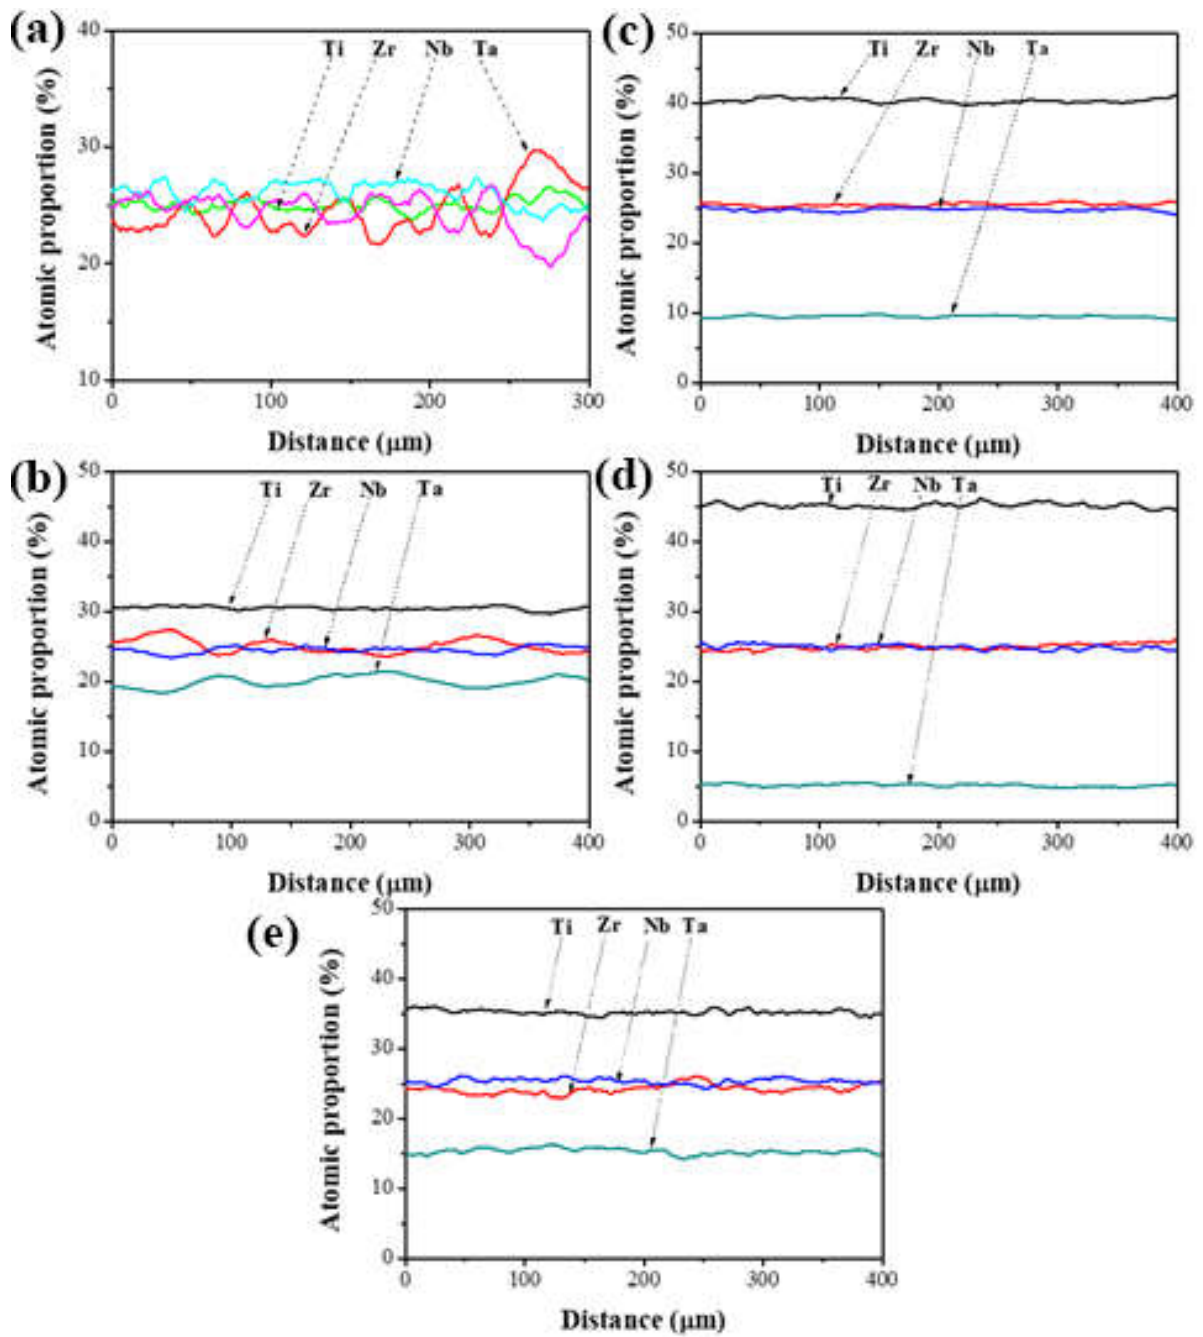 (a)
40
30
20
10
Atomic proportion (%)
Ti Zr Nb Ta
0 100 200 300
Distance (μm)
(c)
50
40
30
20
10
0
Atomic proportion (%)
Ti Zr Nb Ta
0 100 200 300 400
Distance (μm)
(b)
50
40
30
20
10
0
Atomic proportion (%)
Ti Zr Nb Ta
0 100 200 300 400
Distance (μm)
(d)
50
40
30
20
10
0
Atomic proportion (%)
Ti Zr Nb Ta
0 100 200 300 400
Distance (μm)
(e)
50
40
30
20
10
0
Atomic proportion (%)
Ti Zr Nb Ta
0 100 200 300 400
Distance (μm)